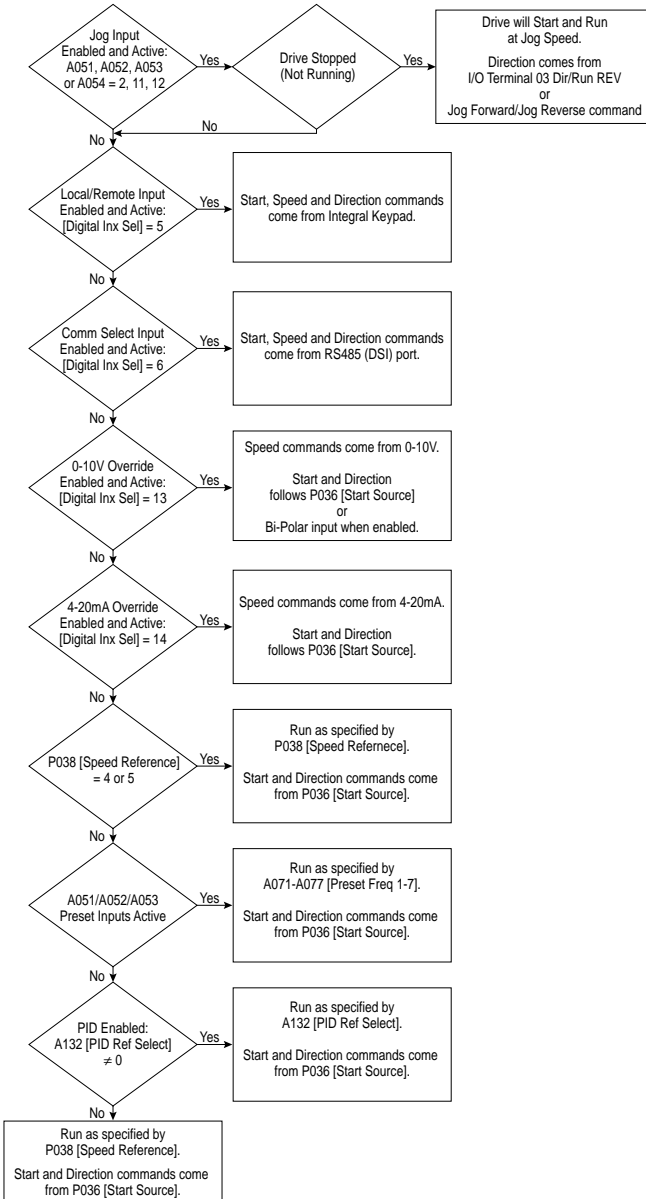 Jog Input
Enabled and Active:
A051, A052, A053
or A054 = 2, 11, 12
Yes
Drive Stopped
(Not Running)
Yes
Drive will Start and Run
at Jog Speed.
Direction comes from
I/O Terminal 03 Dir/Run REV
or
Jog Forward/Jog Reverse command
No
No
Local/Remote Input
Enabled and Active:
[Digital Inx Sel] = 5
Yes
Start, Speed and Direction commands
come from Integral Keypad.
No
Comm Select Input
Enabled and Active:
[Digital Inx Sel] = 6
Yes
Start, Speed and Direction commands
come from RS485 (DSI) port.
No
0-10V Override
Enabled and Active:
[Digital Inx Sel] = 13
Yes
Speed commands come from 0-10V.
Start and Direction
follows P036 [Start Source]
or
Bi-Polar input when enabled.
No
4-20mA Override
Enabled and Active:
[Digital Inx Sel] = 14
Yes
Speed commands come from 4-20mA.
Start and Direction
follows P036 [Start Source].
No
P038 [Speed Reference]
= 4 or 5
Yes
Run as specified by
P038 [Speed Refernece].
Start and Direction commands come
from P036 [Start Source].
No
A051/A052/A053
Preset Inputs Active
Yes
Run as specified by
A071-A077 [Preset Freq 1-7].
Start and Direction commands come
from P036 [Start Source].
No
PID Enabled:
A132 [PID Ref Select]
≠ 0
Yes
Run as specified by
A132 [PID Ref Select].
Start and Direction commands come
from P036 [Start Source].
No
Run as specified by
P038 [Speed Reference].
Start and Direction commands come
from P036 [Start Source].